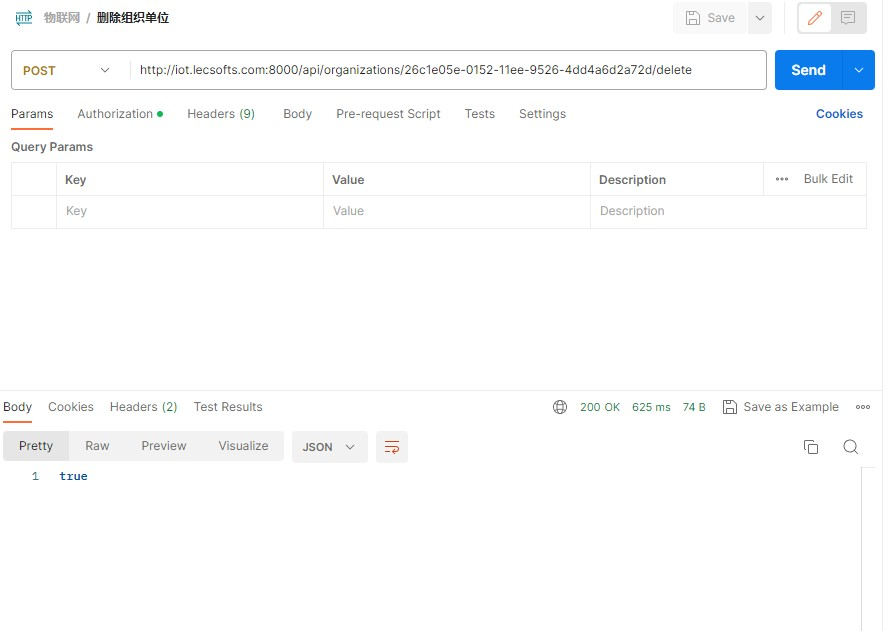 HTTP 物联网 / 删除组织单位 Save
POST http://iot.lecsofts.com:8000/api/organizations/26c1e05e-0152-11ee-9526-4dd4a6d2a72d/delete Send
Params Authorization Headers (9) Body Pre-request Script Tests Settings Cookies
Query Params
Key Value Description ••• Bulk Edit
Key Value Description
Body Cookies Headers (2) Test Results 200 OK 625 ms 74 B Save as Example
Pretty Raw Preview Visualize JSON
1 true